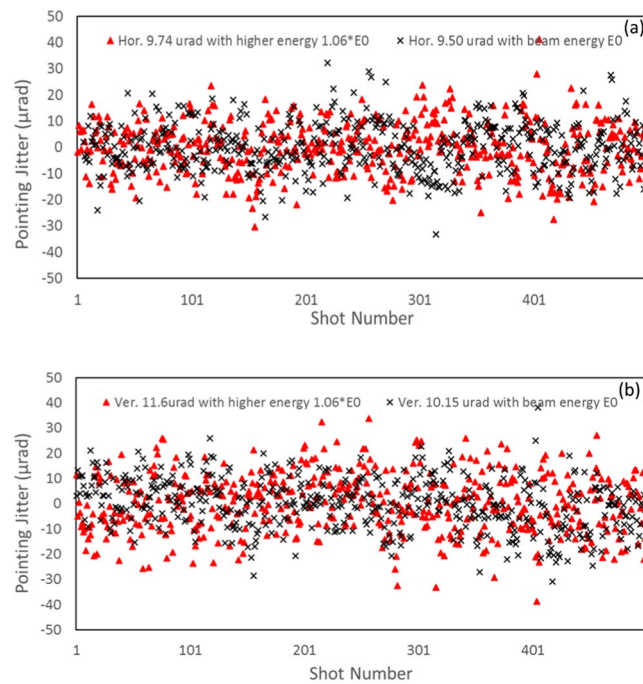 (a)
50
▲ Hor. 9.74 urad with higher energy 1.06*E0 × Hor. 9.50 urad with beam energy E0
40
30
20
10
0
-10
-20
-30
-40
-50
Pointing Jitter (μrad)
1 101 201 301 401
Shot Number
(b)
50
▲ Ver. 11.6urad with higher energy 1.06*E0 × Ver. 10.15 urad with beam energy E0
40
30
20
10
0
-10
-20
-30
-40
-50
Pointing Jitter (μrad)
1 101 201 301 401
Shot Number